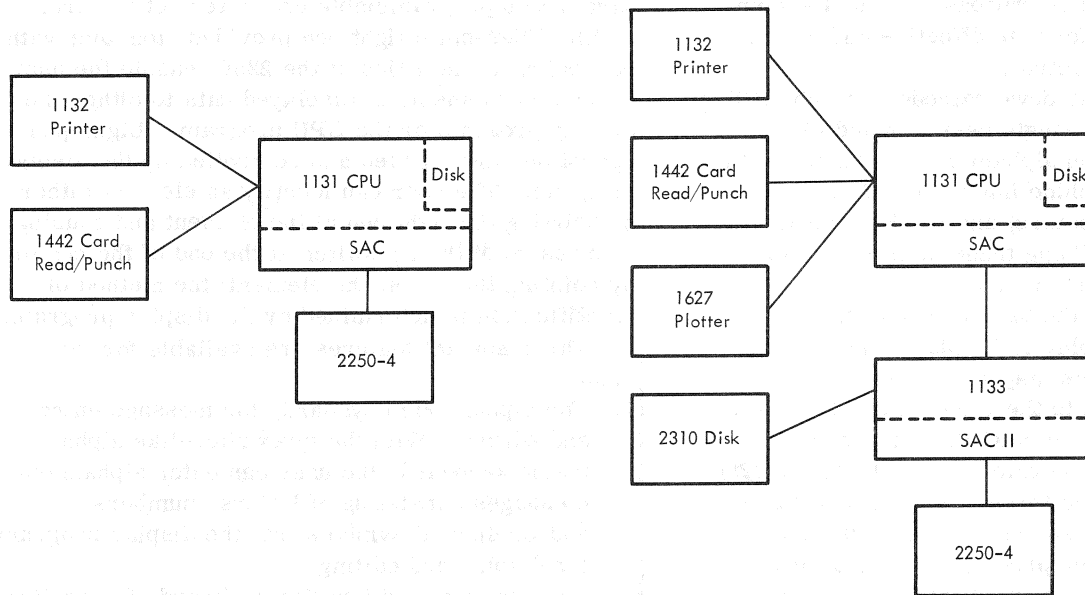 1132
Printer
1442 Card
Read/Punch
1131 CPU
Disk
SAC
2250-4
1132
Printer
1442 Card
Read/Punch
1627
Plotter
2310 Disk
1131 CPU
Disk
SAC
1133
SAC II
2250-4